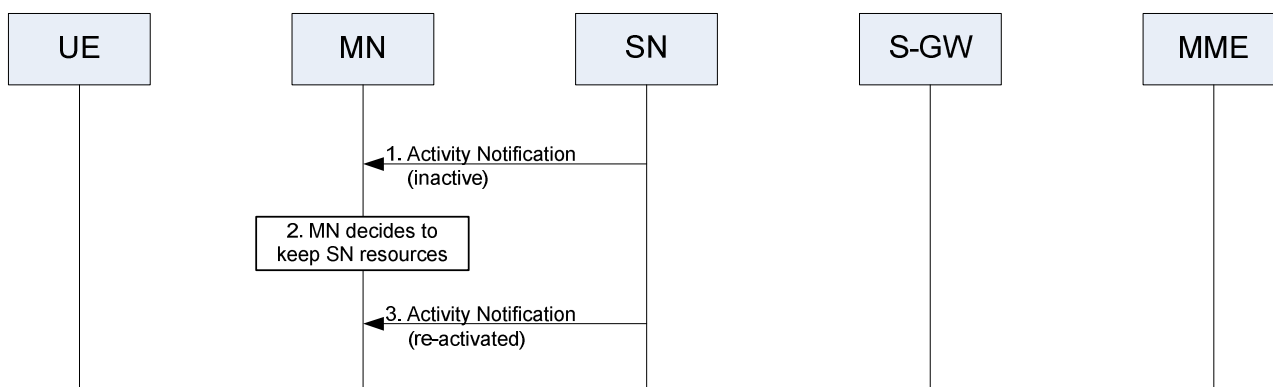 UE
MN
SN
S-GW
MME
1. Activity Notification
(inactive)
2. MN decides to
keep SN resources
3. Activity Notification
(re-activated)